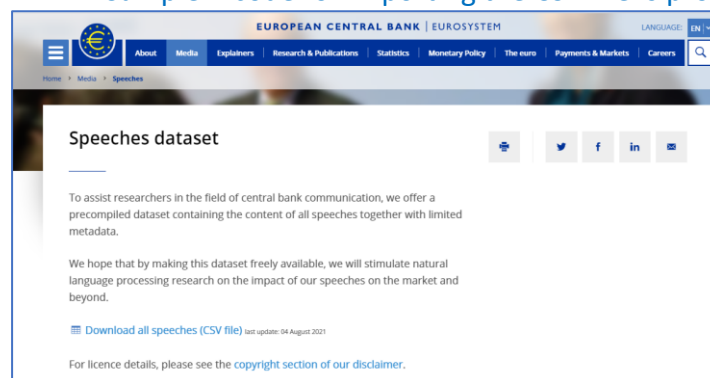 EUROPEAN CENTRAL BANK | EUROSYSTEM
LANGUAGE: EN
About Media Explainers Research & Publications Statistics Monetary Policy The euro Payments & Markets Careers
Home > Media > Speeches
Speeches dataset
To assist researchers in the field of central bank communication, we offer a
precompiled dataset containing the content of all speeches together with limited
metadata.
We hope that by making this dataset freely available, we will stimulate natural
language processing research on the impact of our speeches on the market and
beyond.
Download all speeches (CSV file) last update: 04 August 2021
For licence details, please see the copyright section of our disclaimer.